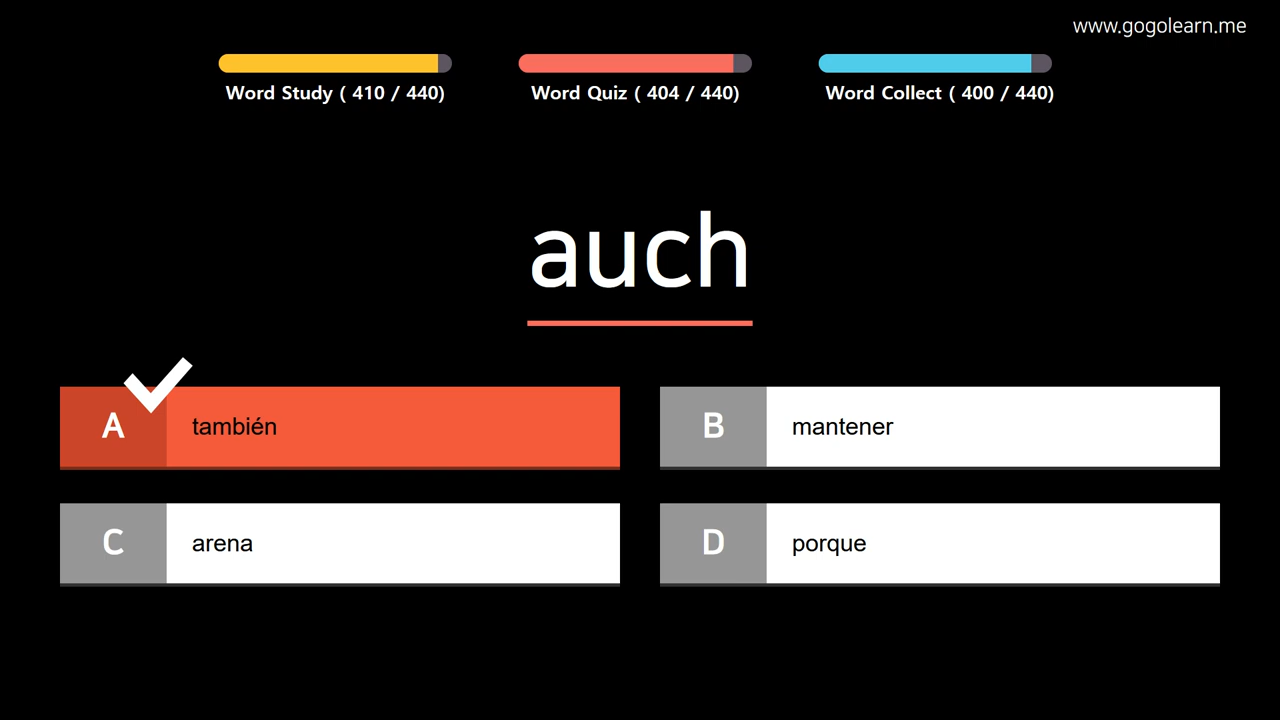 www.gogolearn.me
Word Study ( 410 / 440)
Word Quiz ( 404 / 440)
Word Collect ( 400 / 440)
auch
A también
B mantener
C arena
D porque